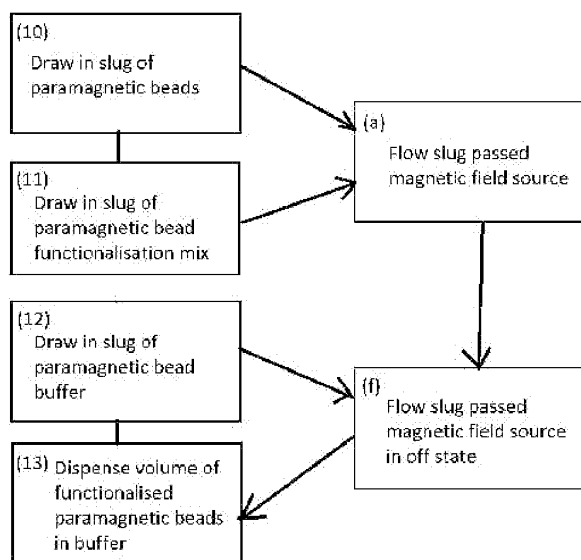 (10)
Draw in slug of
paramagnetic beads
(11)
Draw in slug of
paramagnetic bead
functionalisation mix
(a)
Flow slug passed
magnetic field source
(12)
Draw in slug of
paramagnetic bead
buffer
(f)
Flow slug passed
magnetic field source
in off state
(13) Dispense volume of
functionalised
paramagnetic beads
in buffer